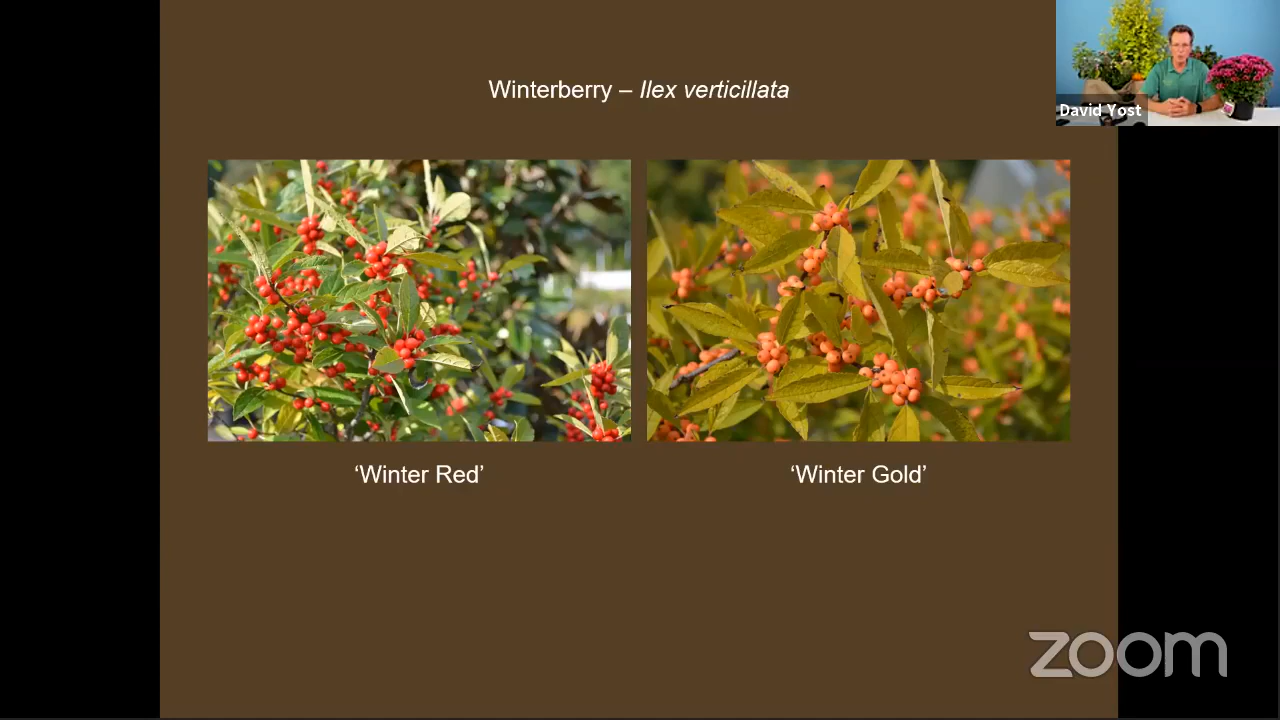 Winterberry – Ilex verticillata
David Yost
‘Winter Red’
‘Winter Gold’
zoom